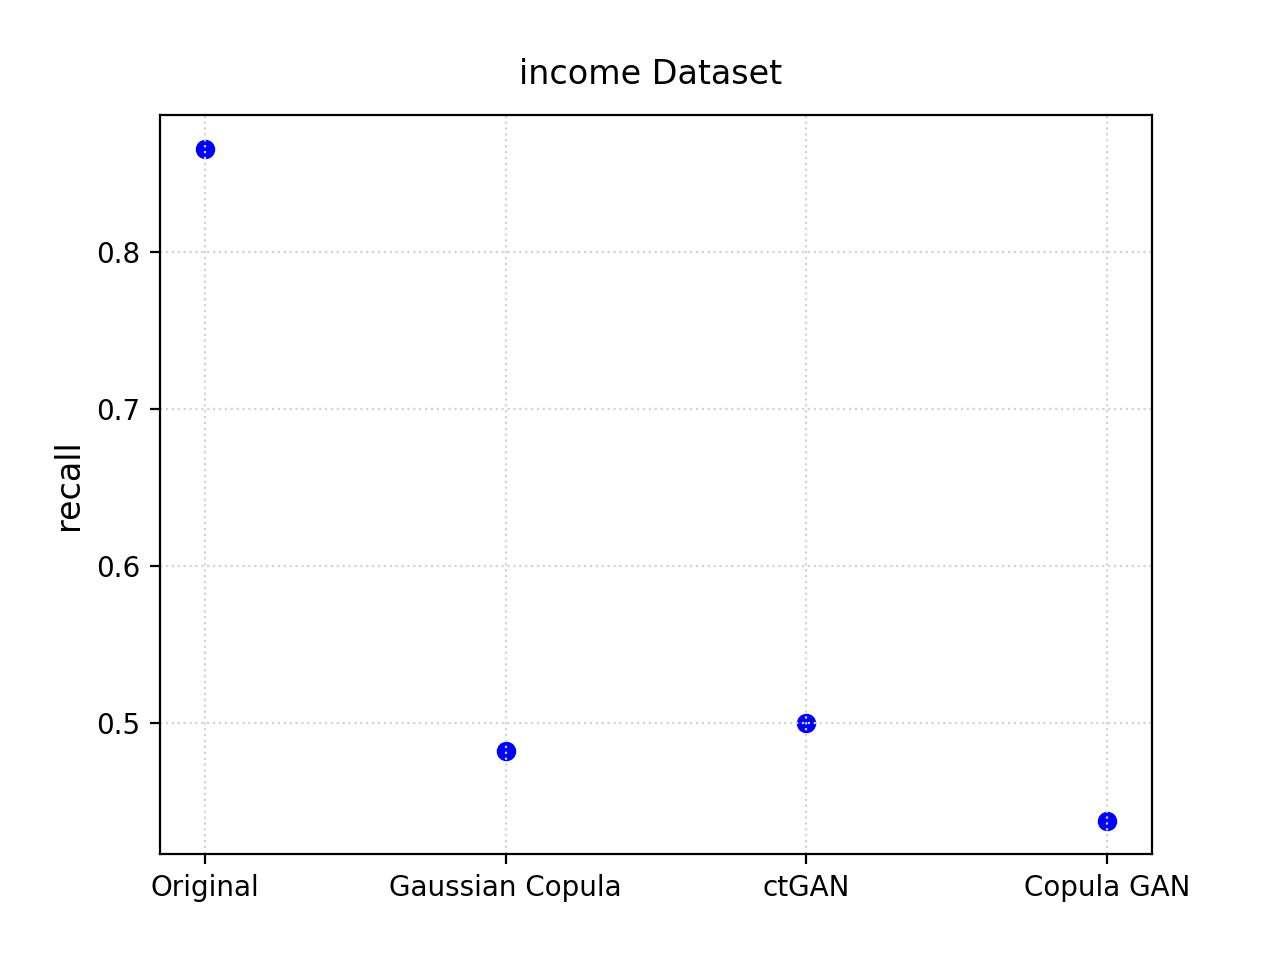 income Dataset
recall
0.8
0.7
0.6
0.5
Original
Gaussian Copula
ctGAN
Copula GAN